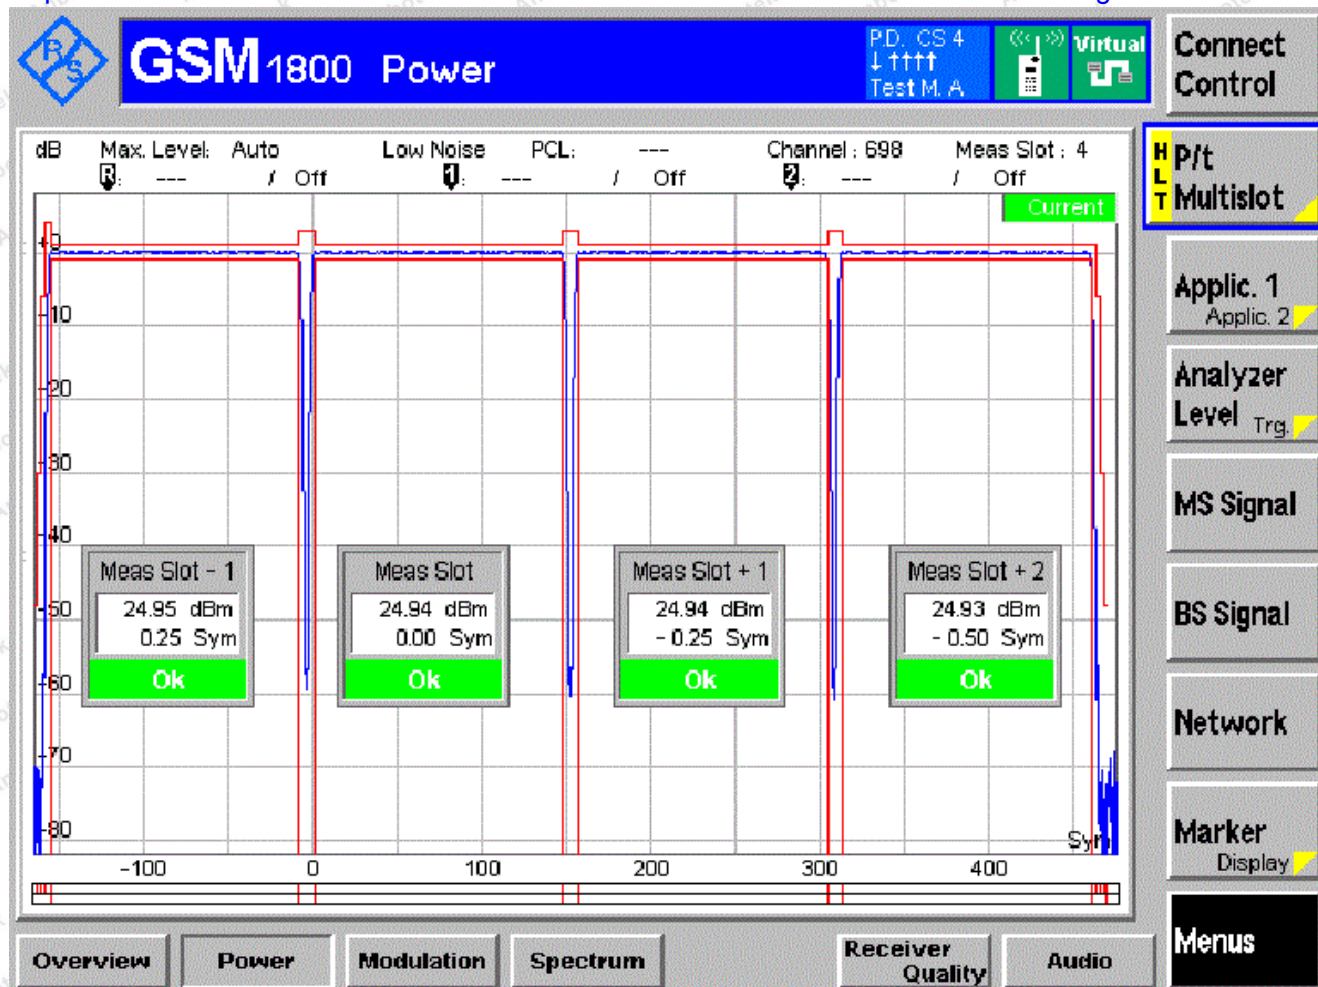 GSM 1800 Power
P.D. CS 4
↓ ↑↑↑↑
Test M. A.
Virtual
Connect
Control
dB Max. Level: Auto Low Noise PCL: --- Channel : 698 Meas Slot : 4
R: --- / Off 1: --- / Off 2: --- / Off
Current
HLT
P/t
Multislot
Applic. 1
Applic. 2
Analyzer
Level Trg.
MS Signal
BS Signal
Network
Marker
Display
Menus
-10
-20
-30
-40
-50
-60
-70
-80
Meas Slot - 1
24.95 dBm
0.25 Sym
Ok
Meas Slot
24.94 dBm
0.00 Sym
Ok
Meas Slot + 1
24.94 dBm
- 0.25 Sym
Ok
Meas Slot + 2
24.93 dBm
- 0.50 Sym
Ok
Sym
-100 0 100 200 300 400
Overview Power Modulation Spectrum Receiver Quality Audio